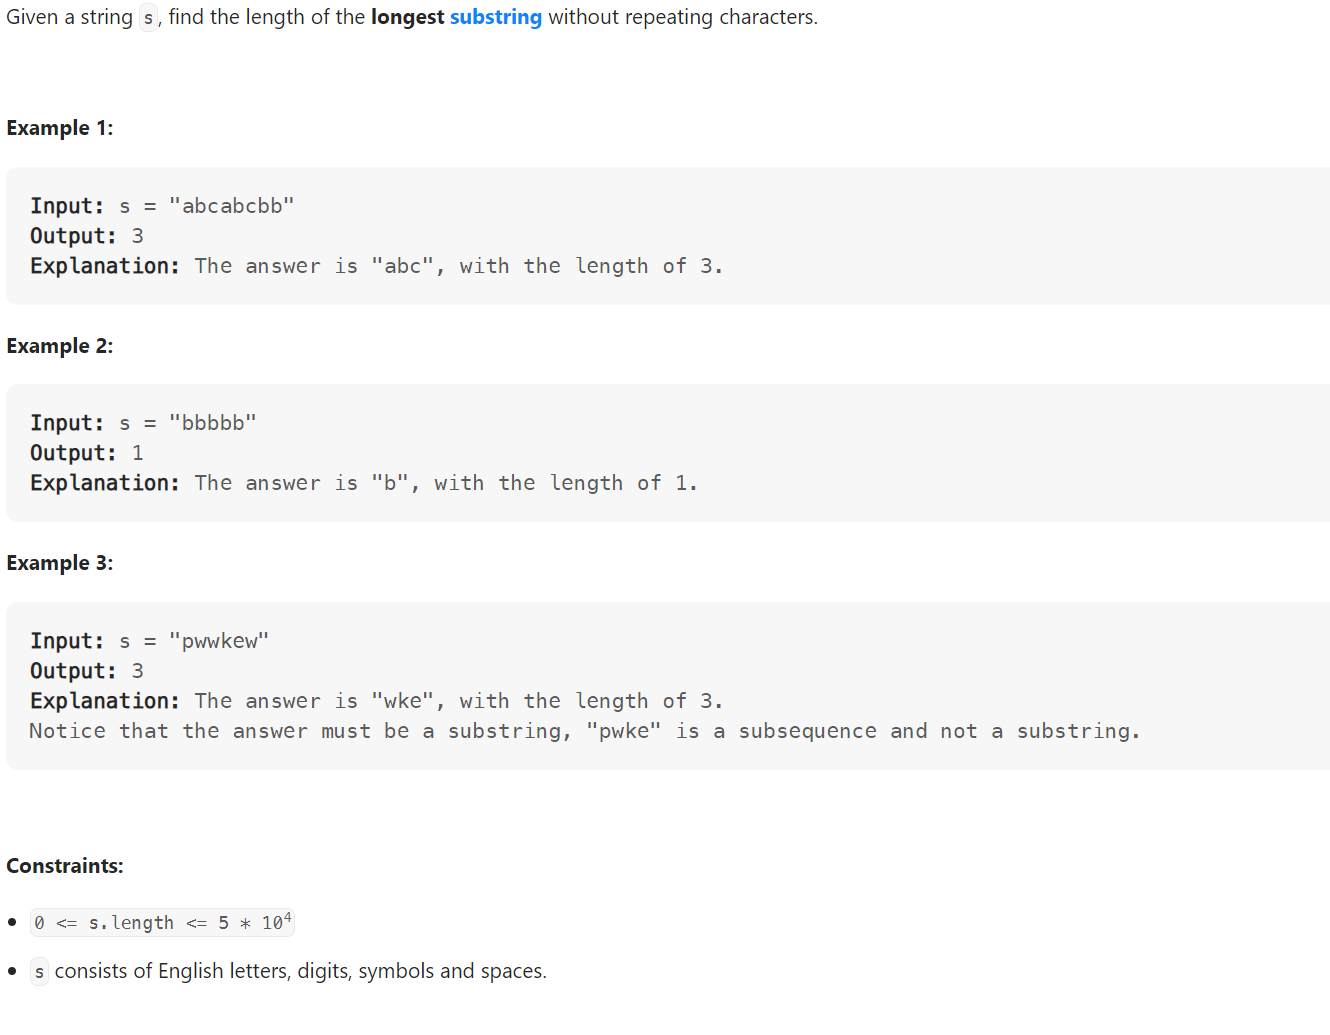 Given a string s, find the length of the longest substring without repeating characters.
Example 1:
Input: s = "abcabcbb"
Output: 3
Explanation: The answer is "abc", with the length of 3.
Example 2:
Input: s = "bbbbb"
Output: 1
Explanation: The answer is "b", with the length of 1.
Example 3:
Input: s = "pwwkew"
Output: 3
Explanation: The answer is "wke", with the length of 3.
Notice that the answer must be a substring, "pwke" is a subsequence and not a substring.
Constraints:
• 0 <= s.length <= 5 * 10⁴
• s consists of English letters, digits, symbols and spaces.